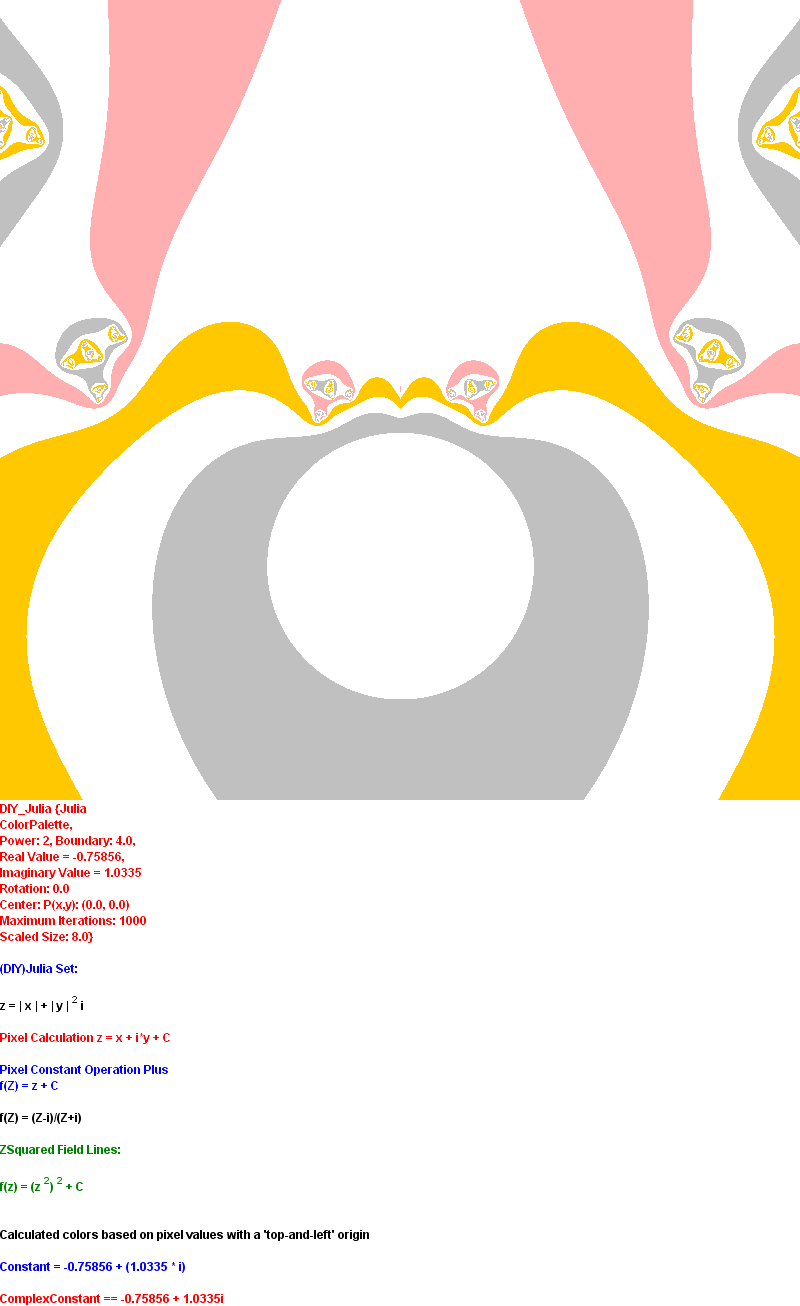 DIY_Julia {Julia
ColorPalette,
Power: 2, Boundary: 4.0,
Real Value = -0.75856,
Imaginary Value = 1.0335
Rotation: 0.0
Center: P(x,y): (0.0, 0.0)
Maximum Iterations: 1000
Scaled Size: 8.0}
(DIY)Julia Set:
z = | x | + | y | ² i
Pixel Calculation z = x + i*y + C
Pixel Constant Operation Plus
f(Z) = z + C
f(Z) = (Z-i)/(Z+i)
ZSquared Field Lines:
f(z) = (z ²) ² + C
Calculated colors based on pixel values with a 'top-and-left' origin
Constant = -0.75856 + (1.0335 * i)
ComplexConstant == -0.75856 + 1.0335i